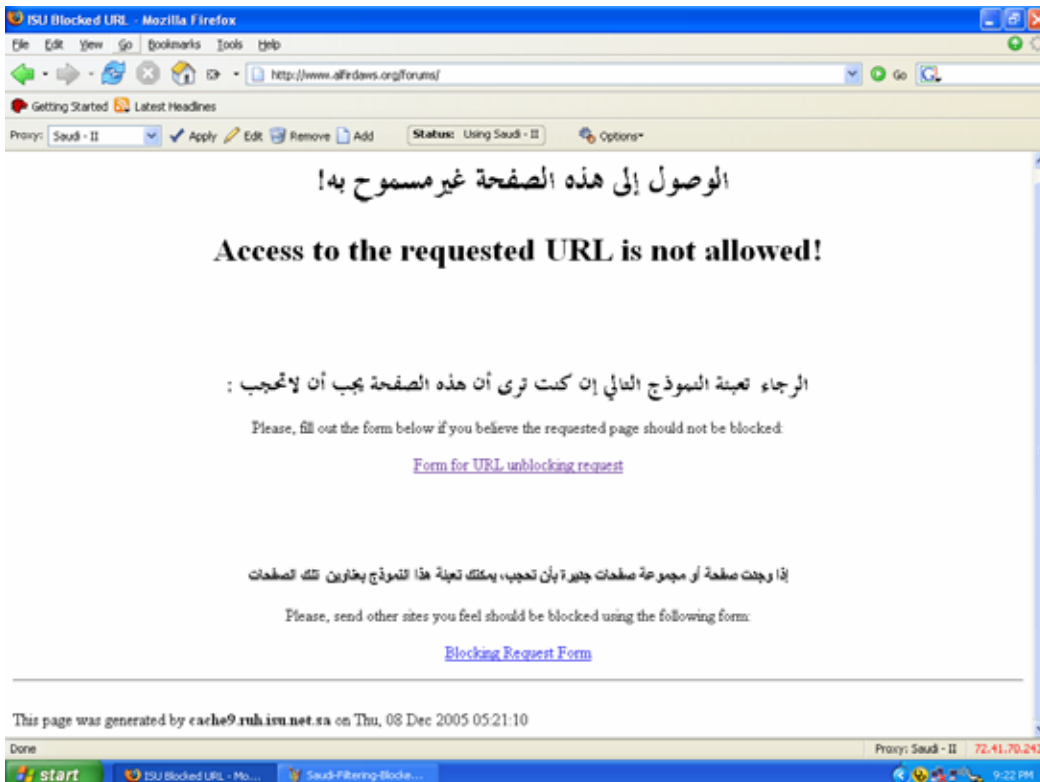 ISU Blocked URL - Mozilla Firefox
File Edit View Go Bookmarks Tools Help
http://www.alfirdaws.org/forums/ Go
Getting Started Latest Headlines
Proxy: Saudi - II Apply Edit Remove Add Status: Using Saudi - II Options
الوصول إلى هذه الصفحة غير مسموح به!
Access to the requested URL is not allowed!
الرجاء تعبئة النموذج التالي إن كنت ترى أن هذه الصفحة يجب أن لاتحجب :
Please, fill out the form below if you believe the requested page should not be blocked:
Form for URL unblocking request
إذا وجدت صفحة أو مجموعة صفحات جديرة بأن تحجب، يمكنك تعبئة هذا النموذج بعناوين تلك الصفحات
Please, send other sites you feel should be blocked using the following form:
Blocking Request Form
This page was generated by cache9.ruh.isu.net.sa on Thu, 08 Dec 2005 05:21:10
Done Proxy: Saudi - II 72.41.70.24
start ISU Blocked URL - Mo... Saudi-Filtering-Blocke... 9:22 PM